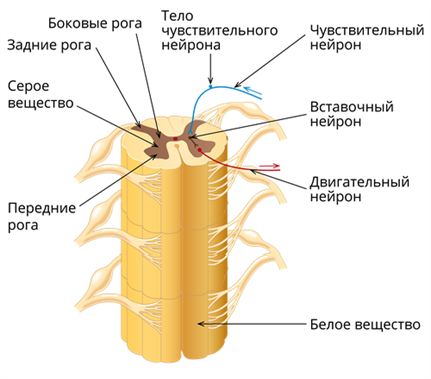 Боковые рога
Задние рога
Серое
вещество
Передние
рога
Тело
чувствительного
нейрона
Чувствительный
нейрон
Вставочный
нейрон
Двигательный
нейрон
Белое вещество